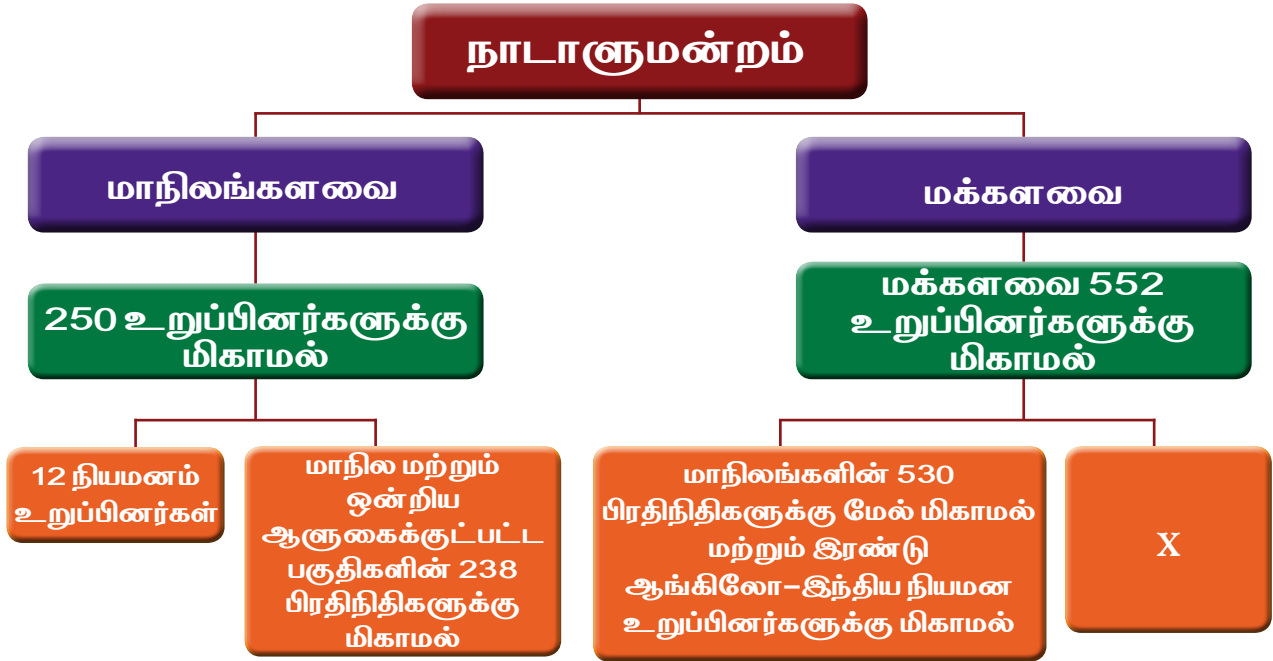 நாடாளுமன்றம்
மாநிலங்களவை
மக்களவை
250 உறுப்பினர்களுக்கு
மிகாமல்
மக்களவை 552
உறுப்பினர்களுக்கு
மிகாமல்
12 நியமனம்
உறுப்பினர்கள்
மாநில மற்றும்
ஒன்றிய
ஆளுகைக்குட்பட்ட
பகுதிகளின் 238
பிரதிநிதிகளுக்கு
மிகாமல்
மாநிலங்களின் 530
பிரதிநிதிகளுக்கு மேல் மிகாமல்
மற்றும் இரண்டு
ஆங்கிலோ–இந்திய நியமன
உறுப்பினர்களுக்கு மிகாமல்
X